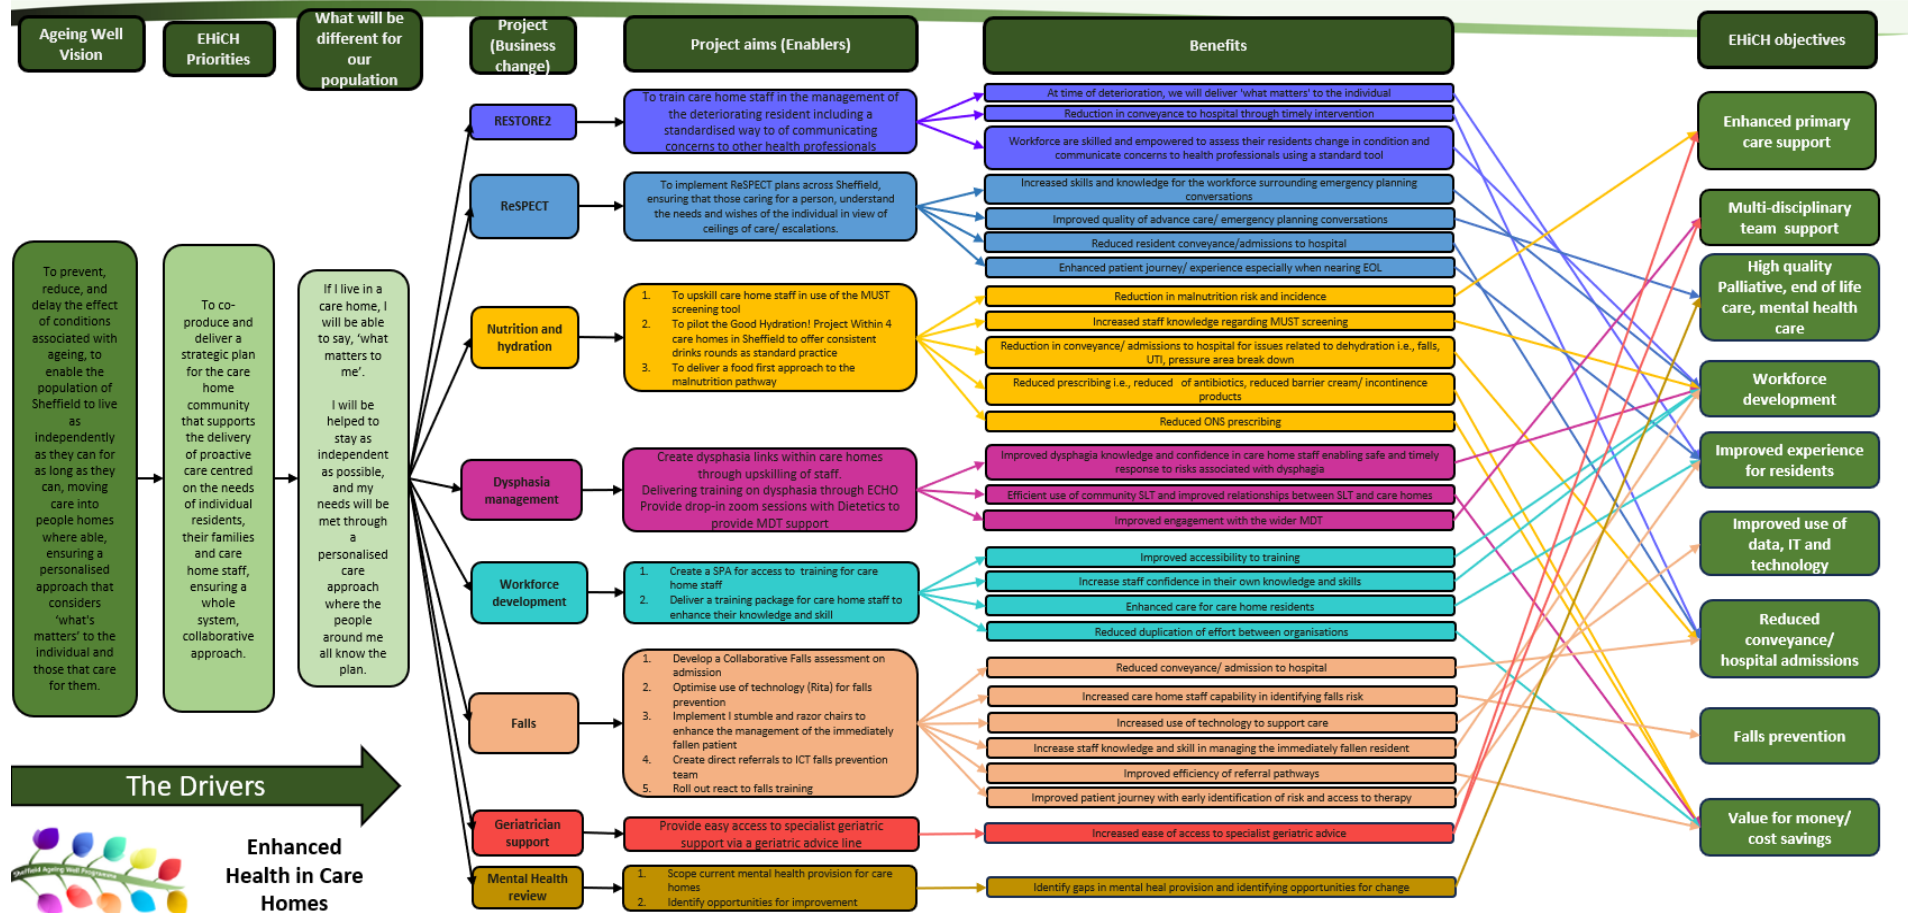 Ageing Well
Vision
EHiCH
Priorities
What will be
different for
our
population
Project
(Business
change)
Project aims (Enablers)
Benefits
EHiCH objectives
To prevent,
reduce, and
delay the effect
of conditions
associated with
ageing, to
enable the
population of
Sheffield to live
as
independently
as they can for
as long as they
can, moving
care into
people homes
where able,
ensuring a
personalised
approach that
considers
‘what's
matters’ to the
individual and
those that care
for them.
To co-
produce and
deliver a
strategic plan
for the care
home
community
that supports
the delivery
of proactive
care centred
on the needs
of individual
residents,
their families
and care
home staff,
ensuring a
whole
system,
collaborative
approach.
If I live in a
care home, I
will be able
to say, ‘what
matters to
me’.
I will be
helped to
stay as
independent
as possible,
and my
needs will be
met through
a
personalised
care
approach
where the
people
around me
all know the
plan.
RESTORE2
To train care home staff in the management of
the deteriorating resident including a
standardised way to of communicating
concerns to other health professionals
At time of deterioration, we will deliver 'what matters' to the individual
Reduction in conveyance to hospital through timely intervention
Workforce are skilled and empowered to assess their residents change in condition and
communicate concerns to health professionals using a standard tool
ReSPECT
To implement ReSPECT plans across Sheffield,
ensuring that those caring for a person, understand
the needs and wishes of the individual in view of
ceilings of care/ escalations.
Increased skills and knowledge for the workforce surrounding emergency planning
conversations
Improved quality of advance care/ emergency planning conversations
Reduced resident conveyance/admissions to hospital
Enhanced patient journey/ experience especially when nearing EOL
Nutrition and
hydration
1. To upskill care home staff in use of the MUST
screening tool
2. To pilot the Good Hydration! Project Within 4
care homes in Sheffield to offer consistent
drinks rounds as standard practice
3. To deliver a food first approach to the
malnutrition pathway
Reduction in malnutrition risk and incidence
Increased staff knowledge regarding MUST screening
Reduction in conveyance/ admissions to hospital for issues related to dehydration i.e., falls,
UTI, pressure area break down
Reduced prescribing i.e., reduced of antibiotics, reduced barrier cream/ incontinence
products
Reduced ONS prescribing
Dysphasia
management
Create dysphasia links within care homes
through upskilling of staff.
Delivering training on dysphasia through ECHO
Provide drop-in zoom sessions with Dietetics to
provide MDT support
Improved dysphagia knowledge and confidence in care home staff enabling safe and timely
response to risks associated with dysphagia
Efficient use of community SLT and improved relationships between SLT and care homes
Improved engagement with the wider MDT
Workforce
development
1. Create a SPA for access to training for care
home staff
2. Deliver a training package for care home staff to
enhance their knowledge and skill
Improved accessibility to training
Increase staff confidence in their own knowledge and skills
Enhanced care for care home residents
Reduced duplication of effort between organisations
Falls
1. Develop a Collaborative Falls assessment on
admission
2. Optimise use of technology (Rita) for falls
prevention
3. Implement I stumble and razor chairs to
enhance the management of the immediately
fallen patient
4. Create direct referrals to ICT falls prevention
team
5. Roll out react to falls training
Reduced conveyance/ admission to hospital
Increased care home staff capability in identifying falls risk
Increased use of technology to support care
Increase staff knowledge and skill in managing the immediately fallen resident
Improved efficiency of referral pathways
Improved patient journey with early identification of risk and access to therapy
Geriatrician
support
Provide easy access to specialist geriatric
support via a geriatric advice line
Increased ease of access to specialist geriatric advice
Mental Health
review
1. Scope current mental health provision for care
homes
2. Identify opportunities for improvement
Identify gaps in mental heal provision and identifying opportunities for change
Enhanced primary
care support
Multi-disciplinary
team support
High quality
Palliative, end of life
care, mental health
care
Workforce
development
Improved experience
for residents
Improved use of
data, IT and
technology
Reduced
conveyance/
hospital admissions
Falls prevention
Value for money/
cost savings
The Drivers
Sheffield Ageing Well Programme
Enhanced
Health in Care
Homes